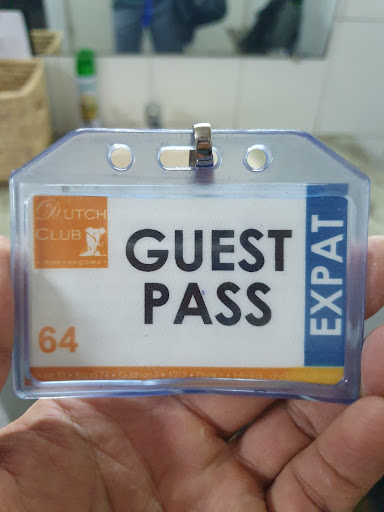 DUTCH
CLUB
GUEST
PASS
EXPAT
64